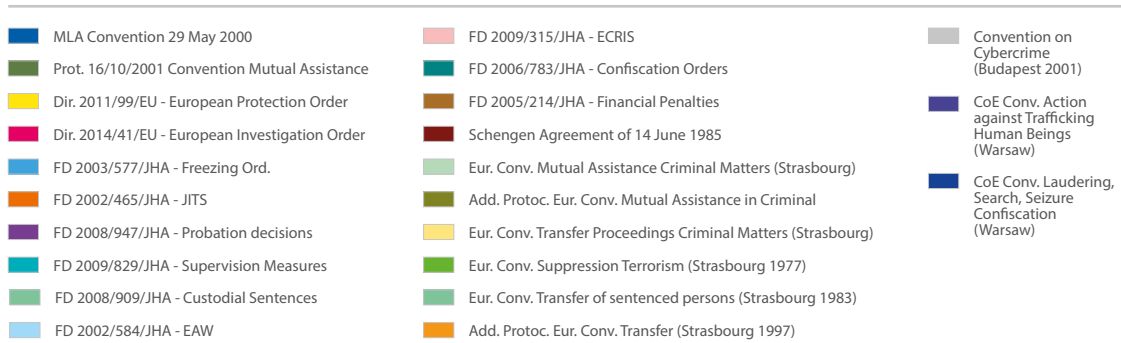 MLA Convention 29 May 2000
Prot. 16/10/2001 Convention Mutual Assistance
Dir. 2011/99/EU - European Protection Order
Dir. 2014/41/EU - European Investigation Order
FD 2003/577/JHA - Freezing Ord.
FD 2002/465/JHA - JITS
FD 2008/947/JHA - Probation decisions
FD 2009/829/JHA - Supervision Measures
FD 2008/909/JHA - Custodial Sentences
FD 2002/584/JHA - EAW
FD 2009/315/JHA - ECRIS
FD 2006/783/JHA - Confiscation Orders
FD 2005/214/JHA - Financial Penalties
Schengen Agreement of 14 June 1985
Eur. Conv. Mutual Assistance Criminal Matters (Strasbourg)
Add. Protoc. Eur. Conv. Mutual Assistance in Criminal
Eur. Conv. Transfer Proceedings Criminal Matters (Strasbourg)
Eur. Conv. Suppression Terrorism (Strasbourg 1977)
Eur. Conv. Transfer of sentenced persons (Strasbourg 1983)
Add. Protoc. Eur. Conv. Transfer (Strasbourg 1997)
Convention on
Cybercrime
(Budapest 2001)
CoE Conv. Action
against Trafficking
Human Beings
(Warsaw)
CoE Conv. Laudering,
Search, Seizure
Confiscation
(Warsaw)